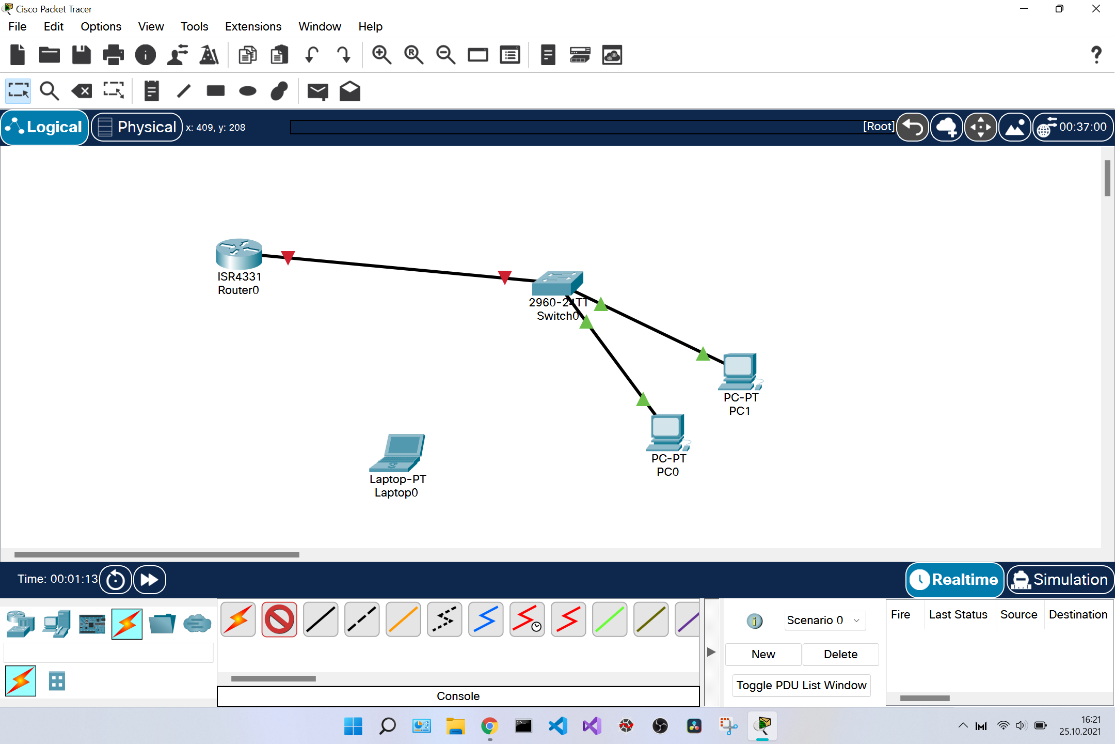 Cisco Packet Tracer
File Edit Options View Tools Extensions Window Help
Logical Physical x: 409, y: 208 [Root] 00:37:00
ISR4331
Router0
2960-24TT
Switch0
PC-PT
PC1
PC-PT
PC0
Laptop-PT
Laptop0
Time: 00:01:13 Realtime Simulation
Scenario 0
New Delete
Toggle PDU List Window
Fire Last Status Source Destination
Console
16:21
25.10.2021